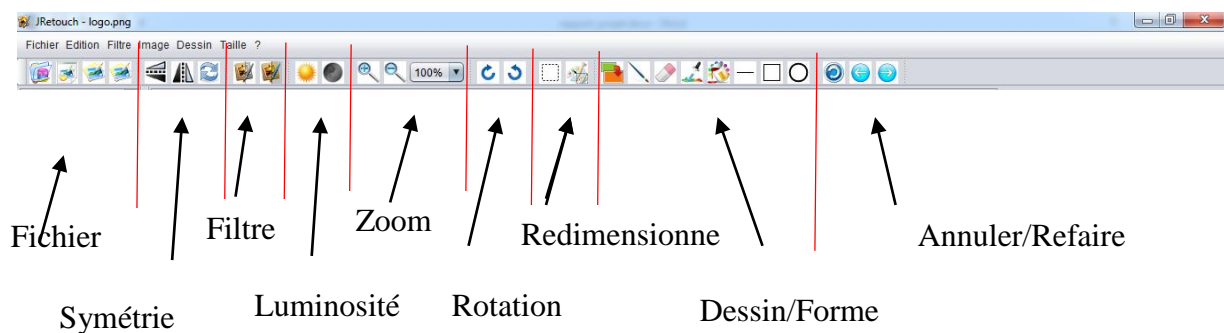 JRetouch - logo.png
Fichier Edition Filtre Image Dessin Taille ?
100%
Fichier
Filtre
Zoom
Redimensionne
Annuler/Refaire
Symétrie
Luminosité
Rotation
Dessin/Forme